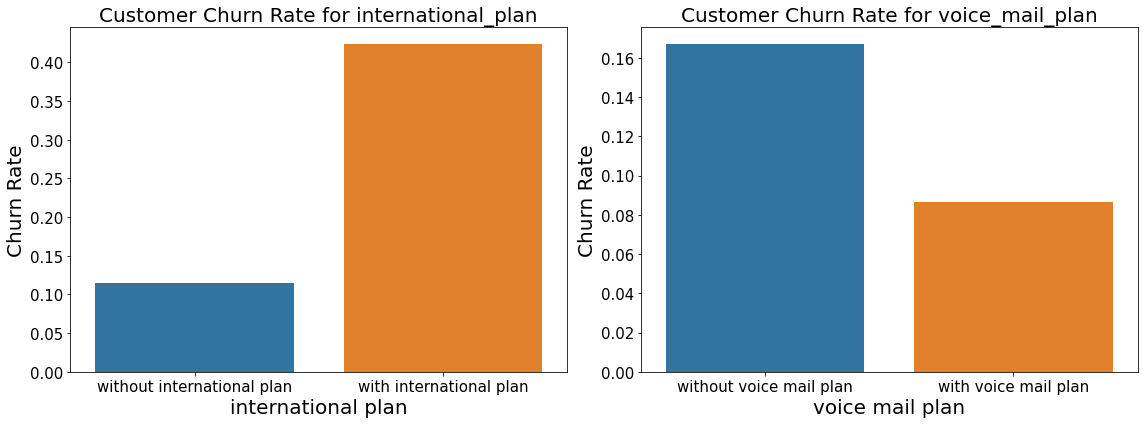 Customer Churn Rate for international_plan
Churn Rate
0.40
0.35
0.30
0.25
0.20
0.15
0.10
0.05
0.00
without international plan
with international plan
international plan
Customer Churn Rate for voice_mail_plan
Churn Rate
0.16
0.14
0.12
0.10
0.08
0.06
0.04
0.02
0.00
without voice mail plan
with voice mail plan
voice mail plan